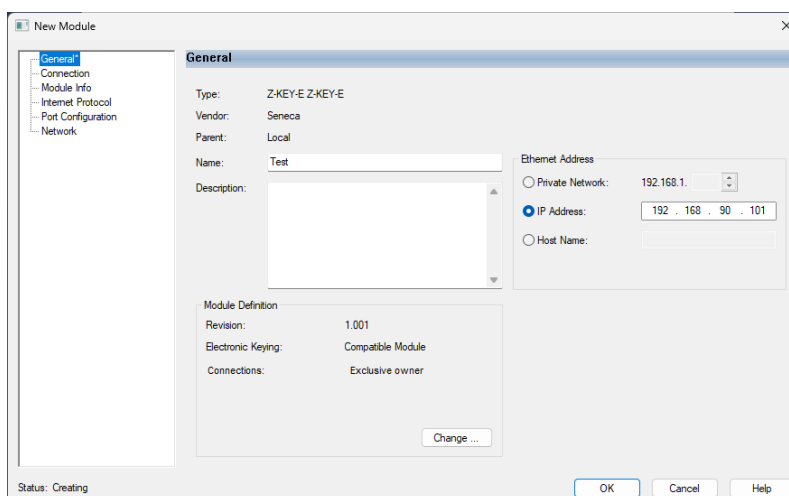 New Module
General*
Connection
Module Info
Internet Protocol
Port Configuration
Network
General
Type: Z-KEY-E Z-KEY-E
Vendor: Seneca
Parent: Local
Name: Test
Description:
Ethernet Address
Private Network: 192.168.1.
IP Address: 192 . 168 . 90 . 101
Host Name:
Module Definition
Revision: 1.001
Electronic Keying: Compatible Module
Connections: Exclusive owner
Change ...
Status: Creating
OK Cancel Help